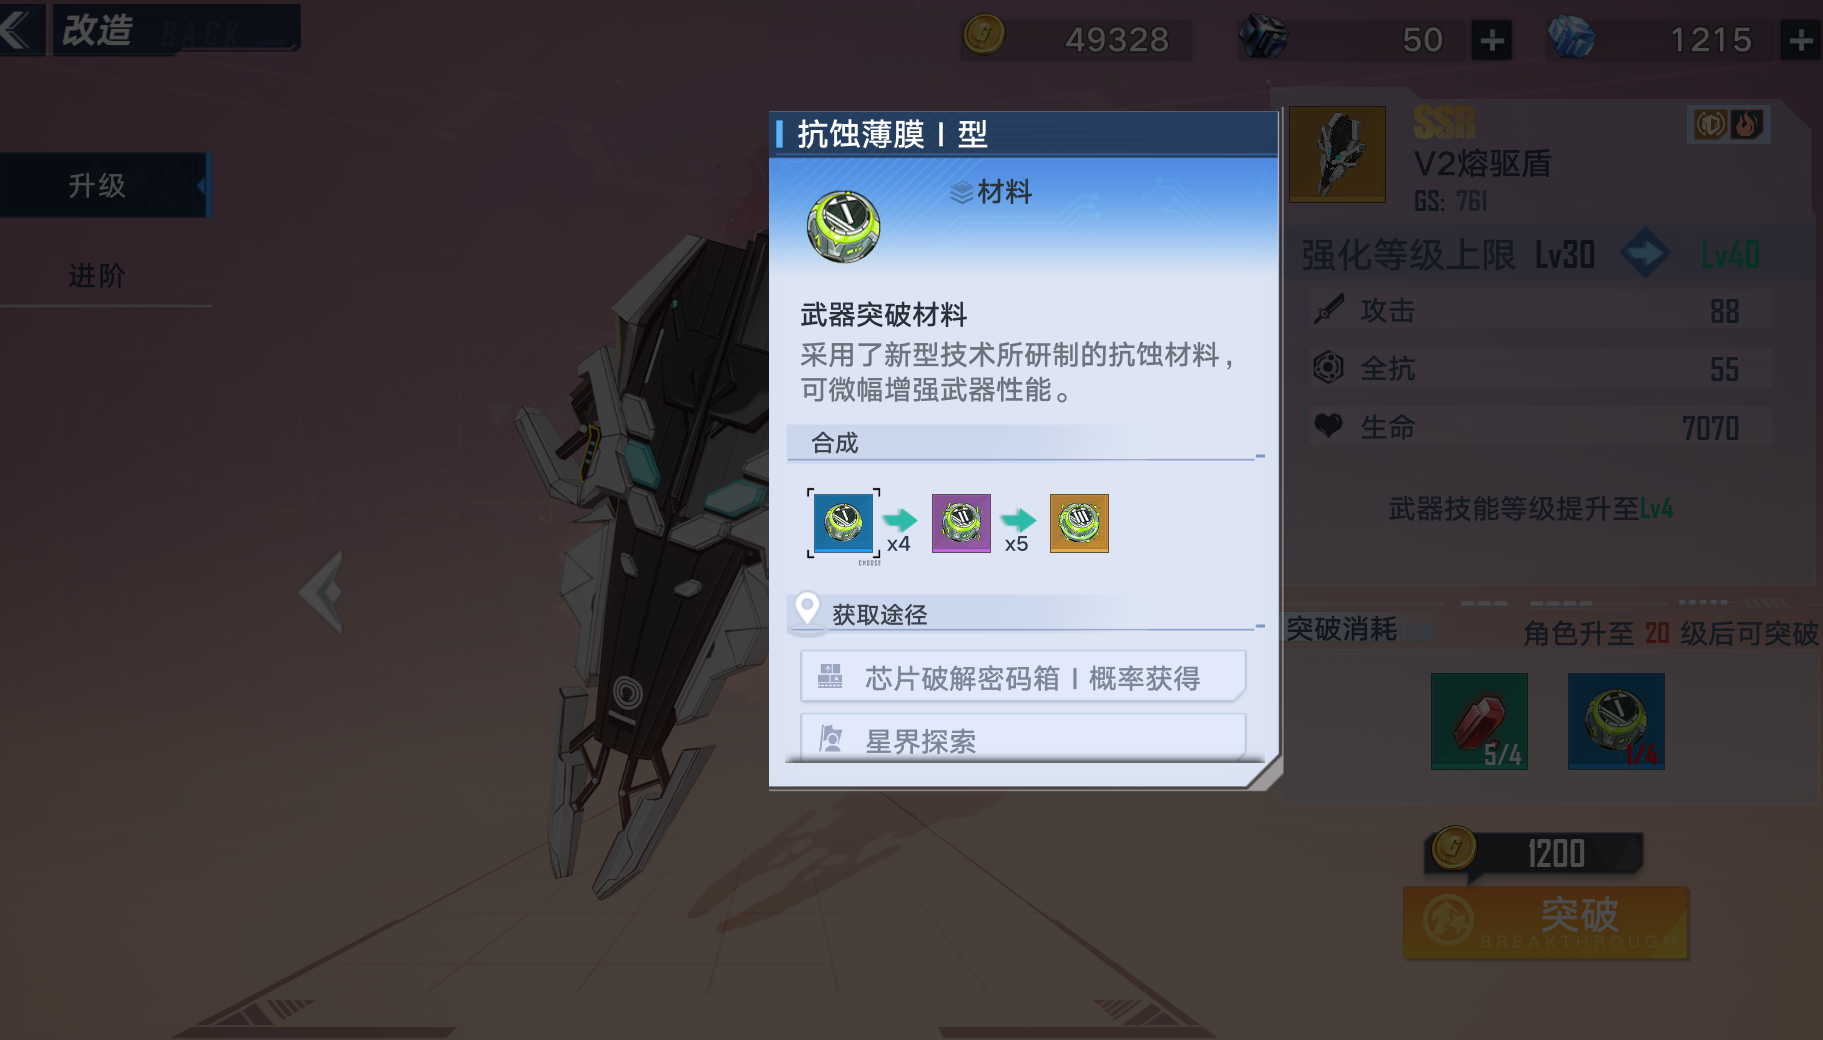 改造 BACK
49328
50
1215
升级
进阶
抗蚀薄膜Ⅰ型
材料
武器突破材料
采用了新型技术所研制的抗蚀材料，
可微幅增强武器性能。
合成
x4
x5
CHOOSE
获取途径
芯片破解密码箱Ⅰ概率获得
星界探索
SSR
V2熔驱盾
GS: 761
强化等级上限 Lv30 Lv40
攻击 88
全抗 55
生命 7070
武器技能等级提升至Lv4
突破消耗
角色升至 20 级后可突破
5/4
1/4
1200
突破
BREAKTHROUGH